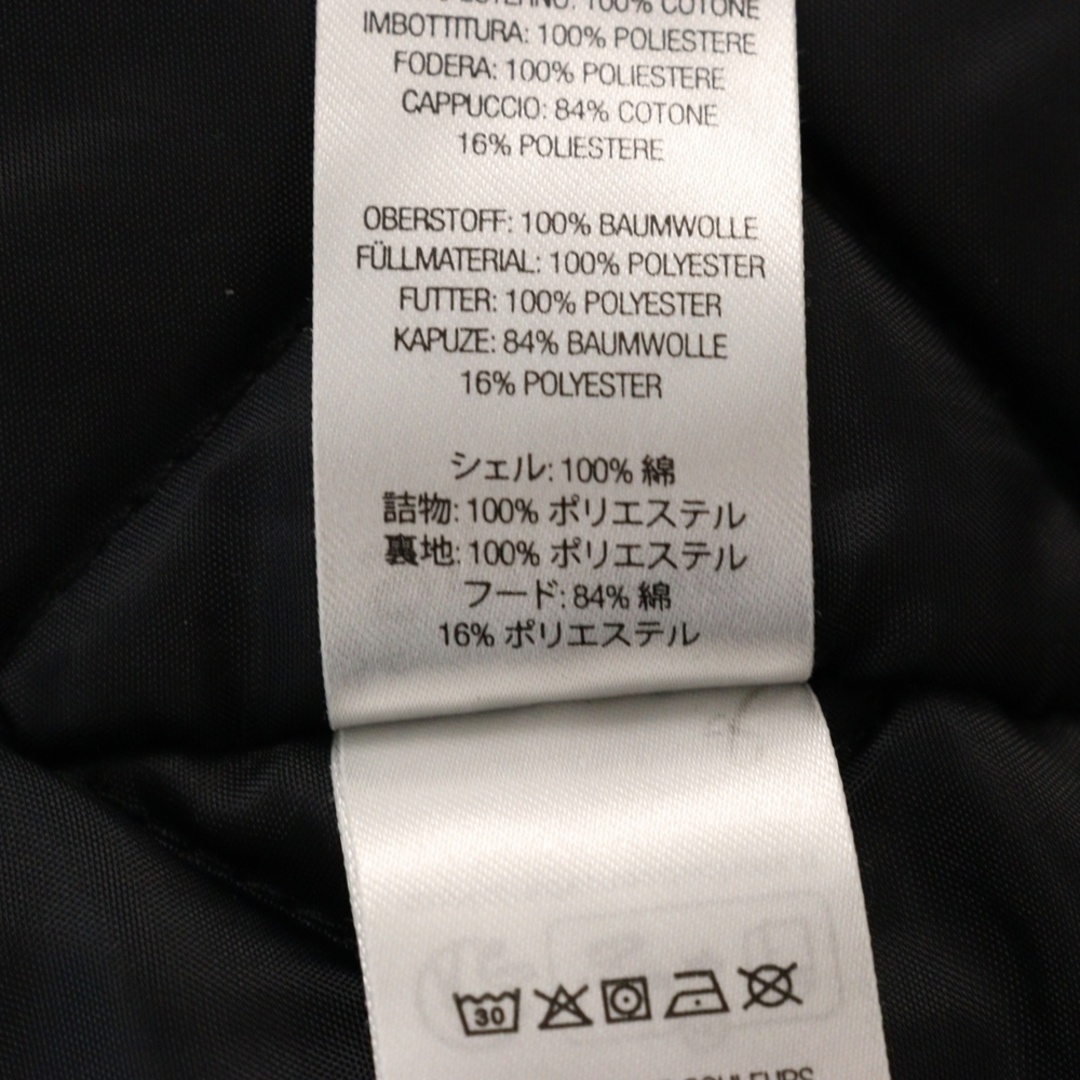 100% COTONE
IMBOTTITURA: 100% POLIESTERE
FODERA: 100% POLIESTERE
CAPPUCCIO: 84% COTONE
16% POLIESTERE
OBERSTOFF: 100% BAUMWOLLE
FÜLLMATERIAL: 100% POLYESTER
FUTTER: 100% POLYESTER
KAPUZE: 84% BAUMWOLLE
16% POLYESTER
シェル: 100% 綿
詰物: 100% ポリエステル
裏地: 100% ポリエステル
フード: 84% 綿
16% ポリエステル
30